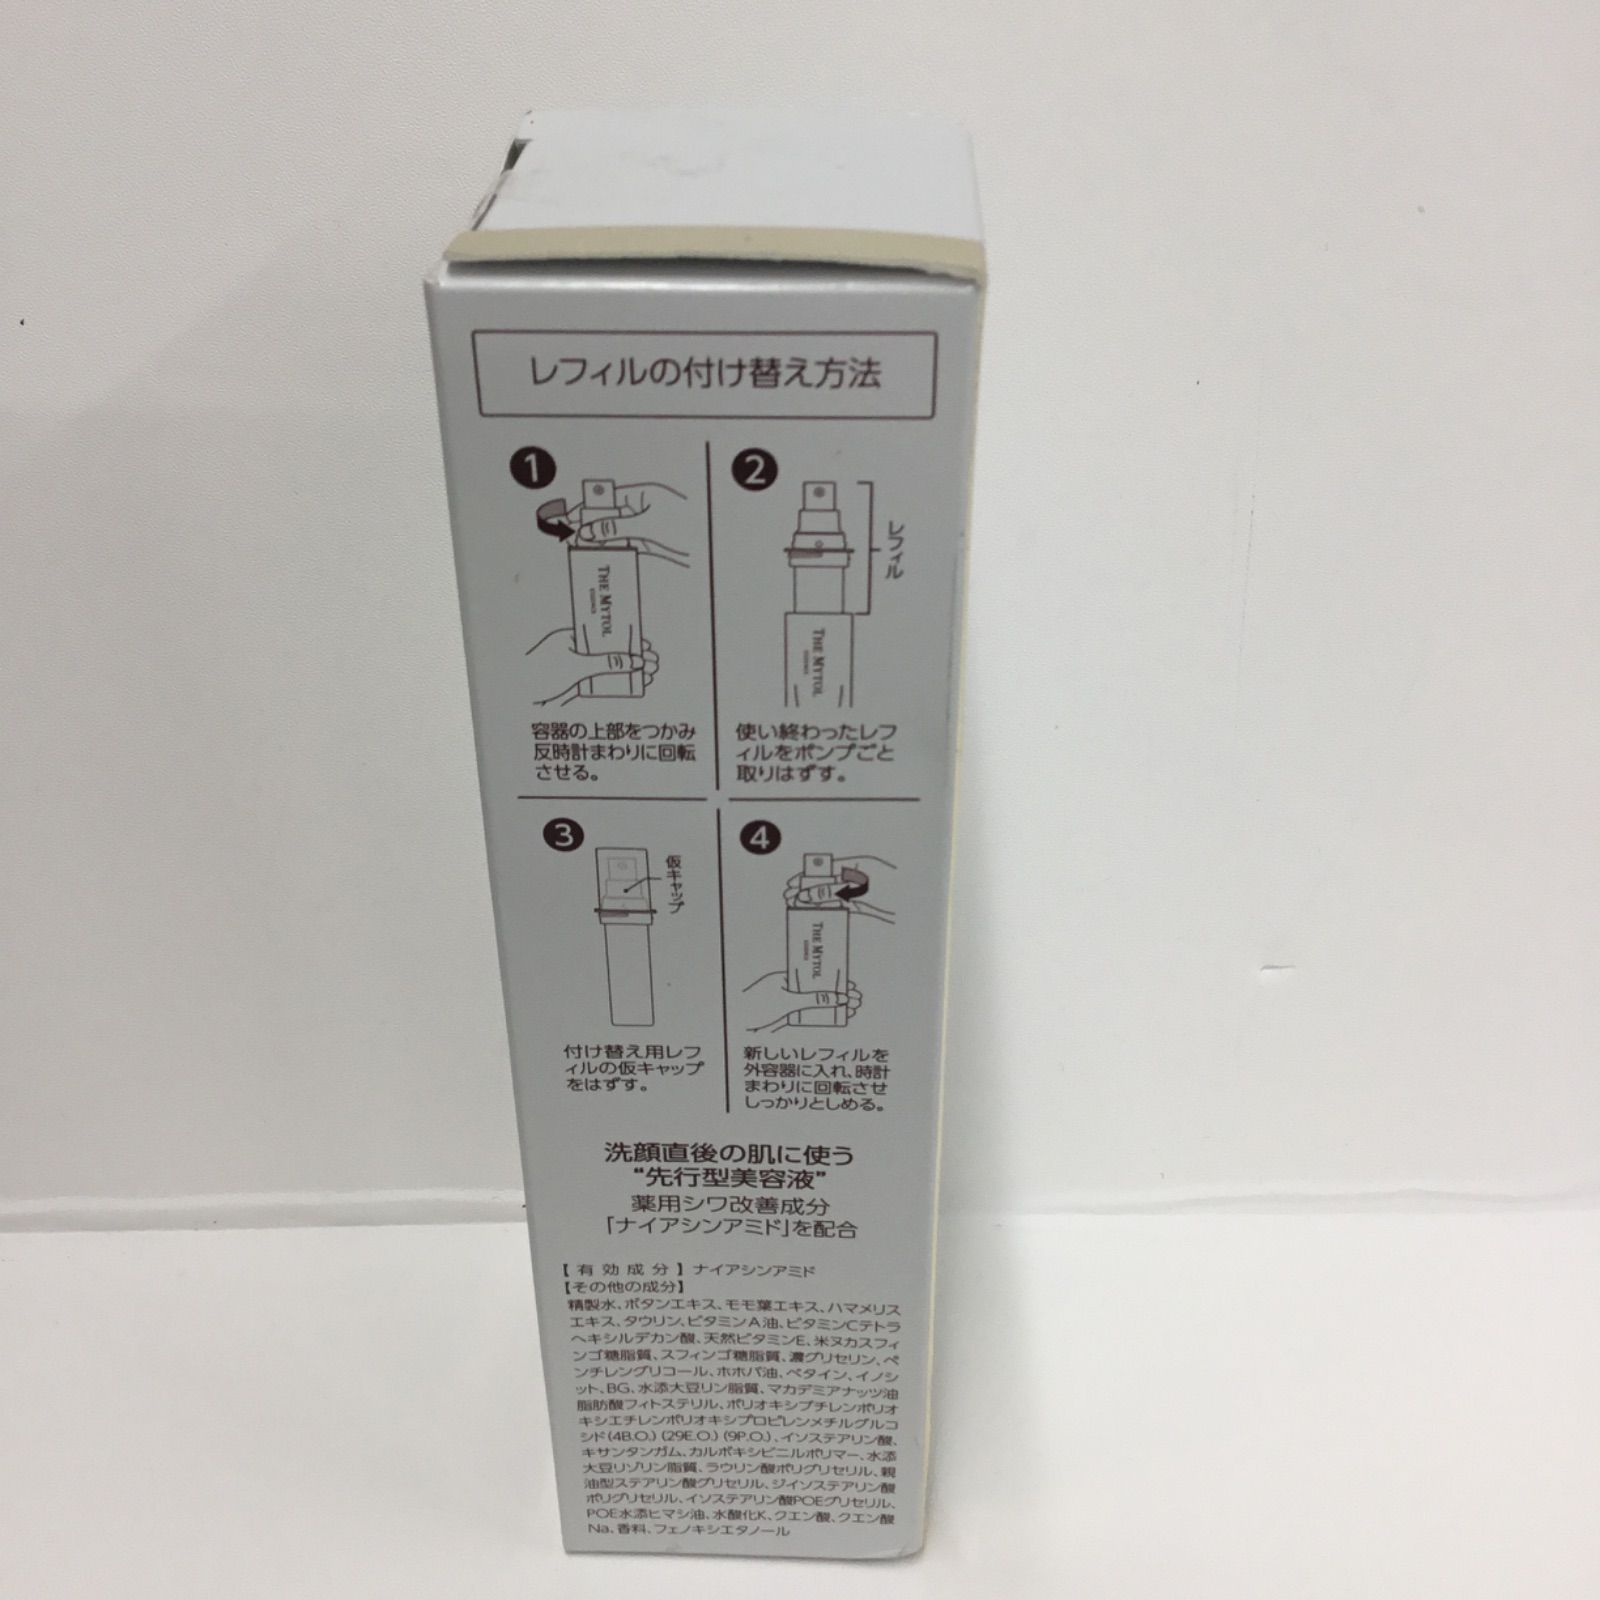 レフィルの付け替え方法
1
THE MYTOL
ESSENCE
容器の上部をつかみ
反時計まわりに回転
させる。
2
レフィル
THE MYTOL
ESSENCE
使い終わったレフ
ィルをポンプごと
取りはずす。
3
仮キャップ
付け替え用レフ
ィルの仮キャップ
をはずす。
4
THE MYTOL
ESSENCE
新しいレフィルを
外容器に入れ、時計
まわりに回転させ
しっかりとしめる。
洗顔直後の肌に使う
“先行型美容液”
薬用シワ改善成分
「ナイアシンアミド」を配合
【有効成分】ナイアシンアミド
【その他の成分】
精製水、ボタンエキス、モモ葉エキス、ハマメリス
エキス、タウリン、ビタミンA油、ビタミンCテトラ
ヘキシルデカン酸、天然ビタミンE、米ヌカスフィ
ンゴ糖脂質、スフィンゴ糖脂質、濃グリセリン、ペ
ンチレングリコール、ホホバ油、ベタイン、イノシ
ット、BG、水添大豆リン脂質、マカデミアナッツ油
脂肪酸フィトステリル、ポリオキシブチレンポリオ
キシエチレンポリオキシプロピレンメチルグルコ
シド(4B.O.)(29E.O.)(9P.O.)、イソステアリン酸、
キサンタンガム、カルボキシビニルポリマー、水添
大豆リゾリン脂質、ラウリン酸ポリグリセリル、親
油型ステアリン酸グリセリル、ジイソステアリン酸
ポリグリセリル、イソステアリン酸POEグリセリル、
POE水添ヒマシ油、水酸化K、クエン酸、クエン酸
Na、香料、フェノキシエタノール